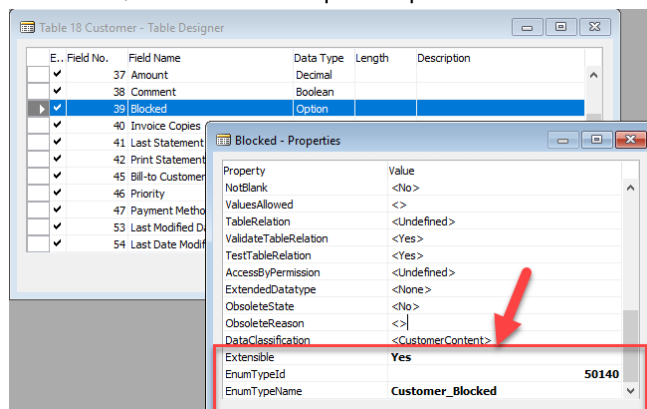 Table 18 Customer - Table Designer
E.. Field No. Field Name Data Type Length Description
37 Amount Decimal
38 Comment Boolean
39 Blocked Option
40 Invoice Copies
41 Last Statement
42 Print Statement
45 Bill-to Customer
46 Priority
47 Payment Metho
53 Last Modified D
54 Last Date Modif
Blocked - Properties
Property Value
NotBlank <No>
ValuesAllowed <>
TableRelation <Undefined>
ValidateTableRelation <Yes>
TestTableRelation <Yes>
AccessByPermission <Undefined>
ExtendedDatatype <None>
ObsoleteState <No>
ObsoleteReason <>
DataClassification <CustomerContent>
Extensible Yes
EnumTypeId 50140
EnumTypeName Customer_Blocked